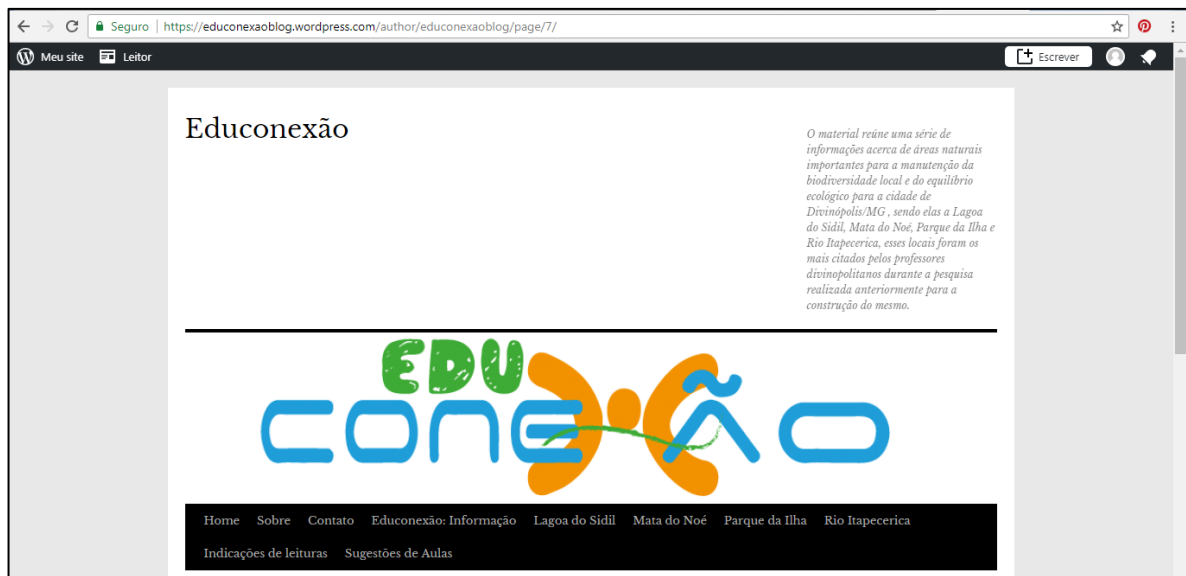 Seguro | https://educonexaoblog.wordpress.com/author/educonexaoblog/page/7/
Meu site Leitor Escrever
Educonexão
O material reúne uma série de
informações acerca de áreas naturais
importantes para a manutenção da
biodiversidade local e do equilíbrio
ecológico para a cidade de
Divinópolis/MG , sendo elas a Lagoa
do Sidil, Mata do Noé, Parque da Ilha e
Rio Itapecerica, esses locais foram os
mais citados pelos professores
divinopolitanos durante a pesquisa
realizada anteriormente para a
construção do mesmo.
EDU
CONEXÃO
Home Sobre Contato Educonexão: Informação Lagoa do Sidil Mata do Noé Parque da Ilha Rio Itapecerica
Indicações de leituras Sugestões de Aulas